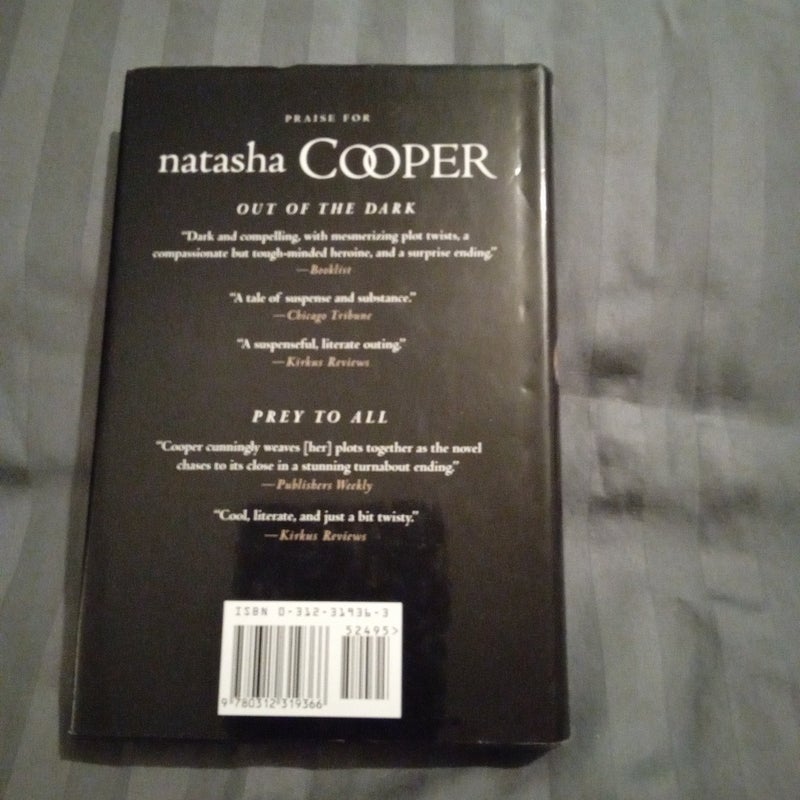 PRAISE FOR
natasha COOPER
OUT OF THE DARK
“Dark and compelling, with mesmerizing plot twists, a
compassionate but tough-minded heroine, and a surprise ending.”
—Booklist
“A tale of suspense and substance.”
—Chicago Tribune
“A suspenseful, literate outing.”
—Kirkus Reviews
PREY TO ALL
“Cooper cunningly weaves [her] plots together as the novel
chases to its close in a stunning turnabout ending.”
—Publishers Weekly
“Cool, literate, and just a bit twisty.”
—Kirkus Reviews
ISBN 0-312-31936-3
52495>
9 780312 319366